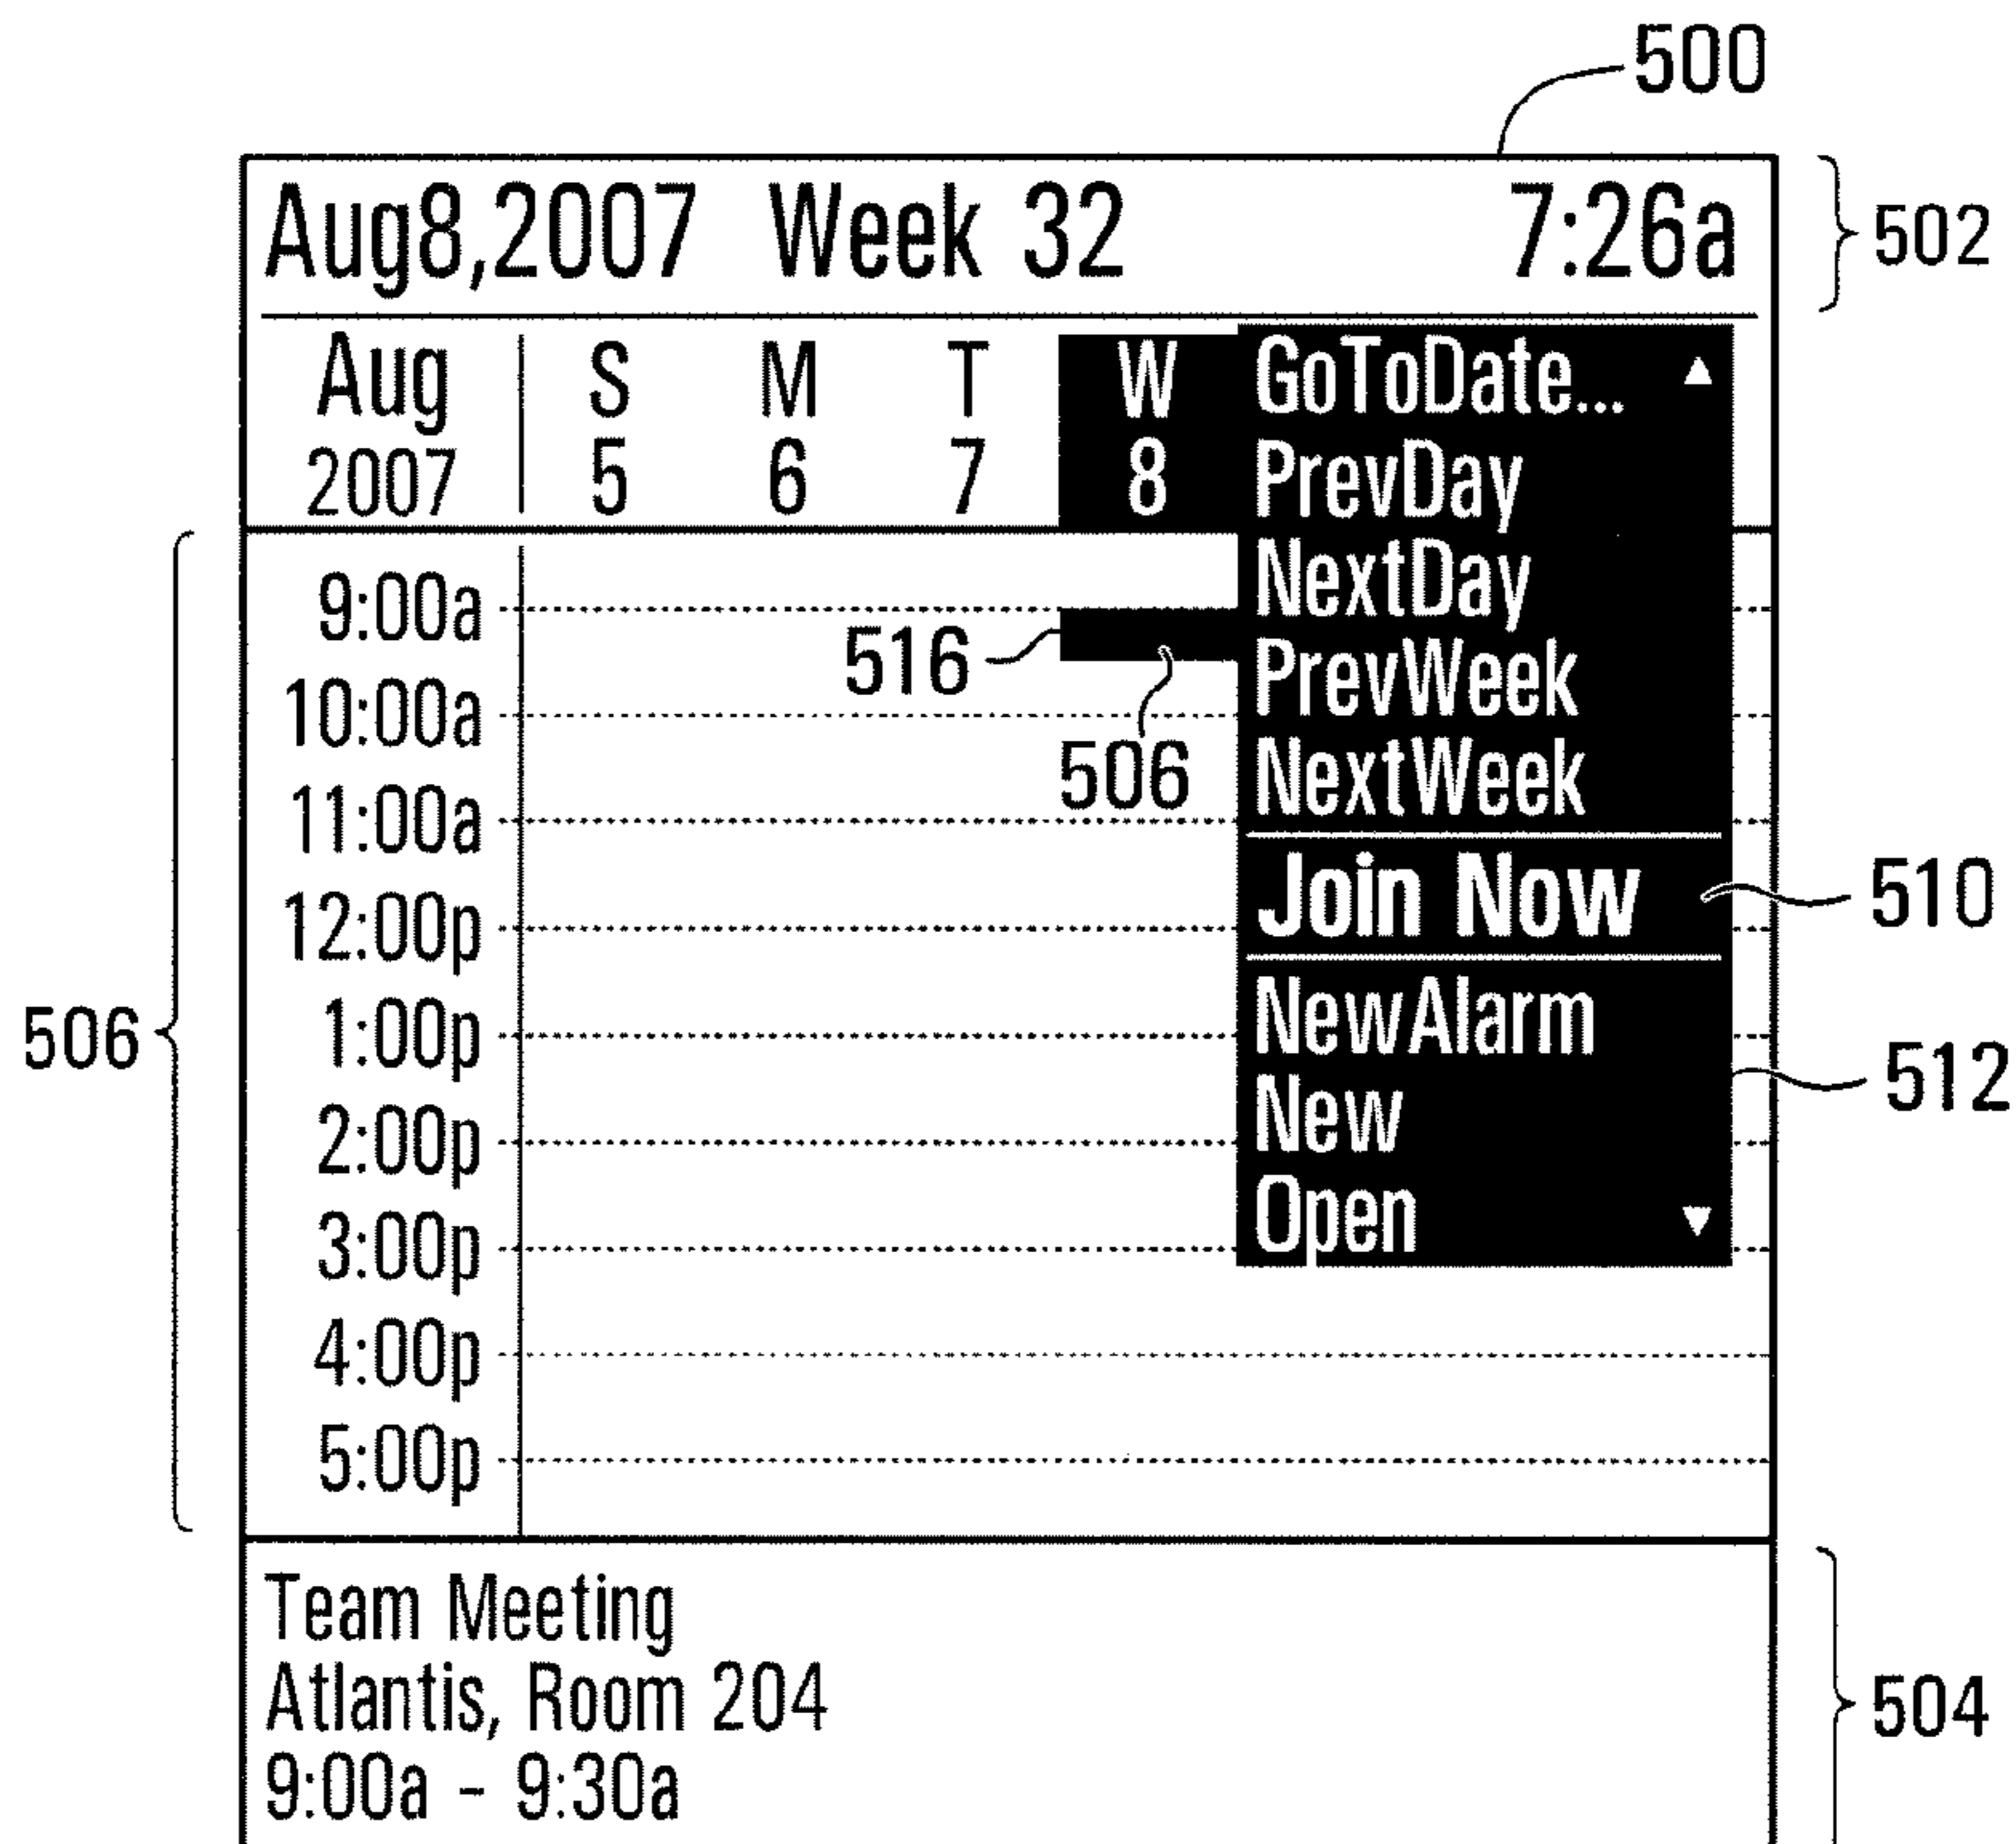 500
Aug8,2007 Week 32 7:26a
502
Aug S M T W
2007 5 6 7 8
GoToDate...
PrevDay
NextDay
PrevWeek
NextWeek
Join Now
NewAlarm
New
Open
9:00a
10:00a
11:00a
12:00p
1:00p
2:00p
3:00p
4:00p
5:00p
516
506
510
512
506
Team Meeting
Atlantis, Room 204
9:00a - 9:30a
504